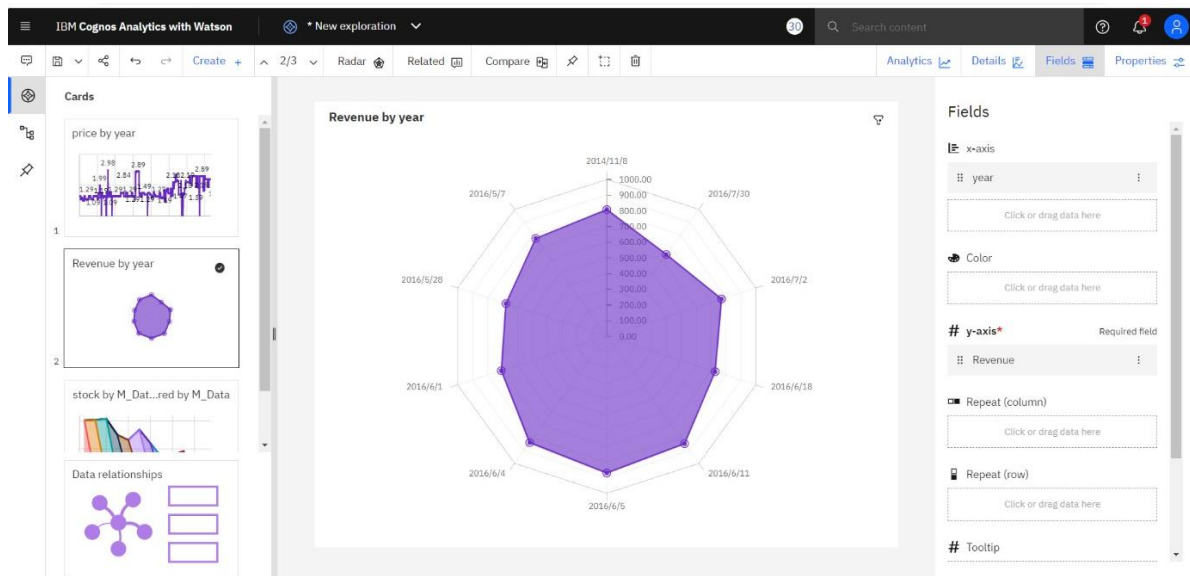 IBM Cognos Analytics with Watson
* New exploration
30
Search content
1
Create +
2/3
Radar
Related
Compare
Analytics
Details
Fields
Properties
Cards
price by year
2.98
2.89
1.99
2.84
1
Revenue by year
2
stock by M_Dat...red by M_Data
Data relationships
Revenue by year
2014/11/8
2016/7/30
2016/7/2
2016/6/18
2016/6/11
2016/6/5
2016/6/4
2016/6/1
2016/5/28
2016/5/7
1000.00
900.00
800.00
700.00
600.00
500.00
400.00
300.00
200.00
100.00
0.00
Fields
x-axis
year
Click or drag data here
Color
Click or drag data here
# y-axis*
Required field
Revenue
Repeat (column)
Click or drag data here
Repeat (row)
Click or drag data here
# Tooltip